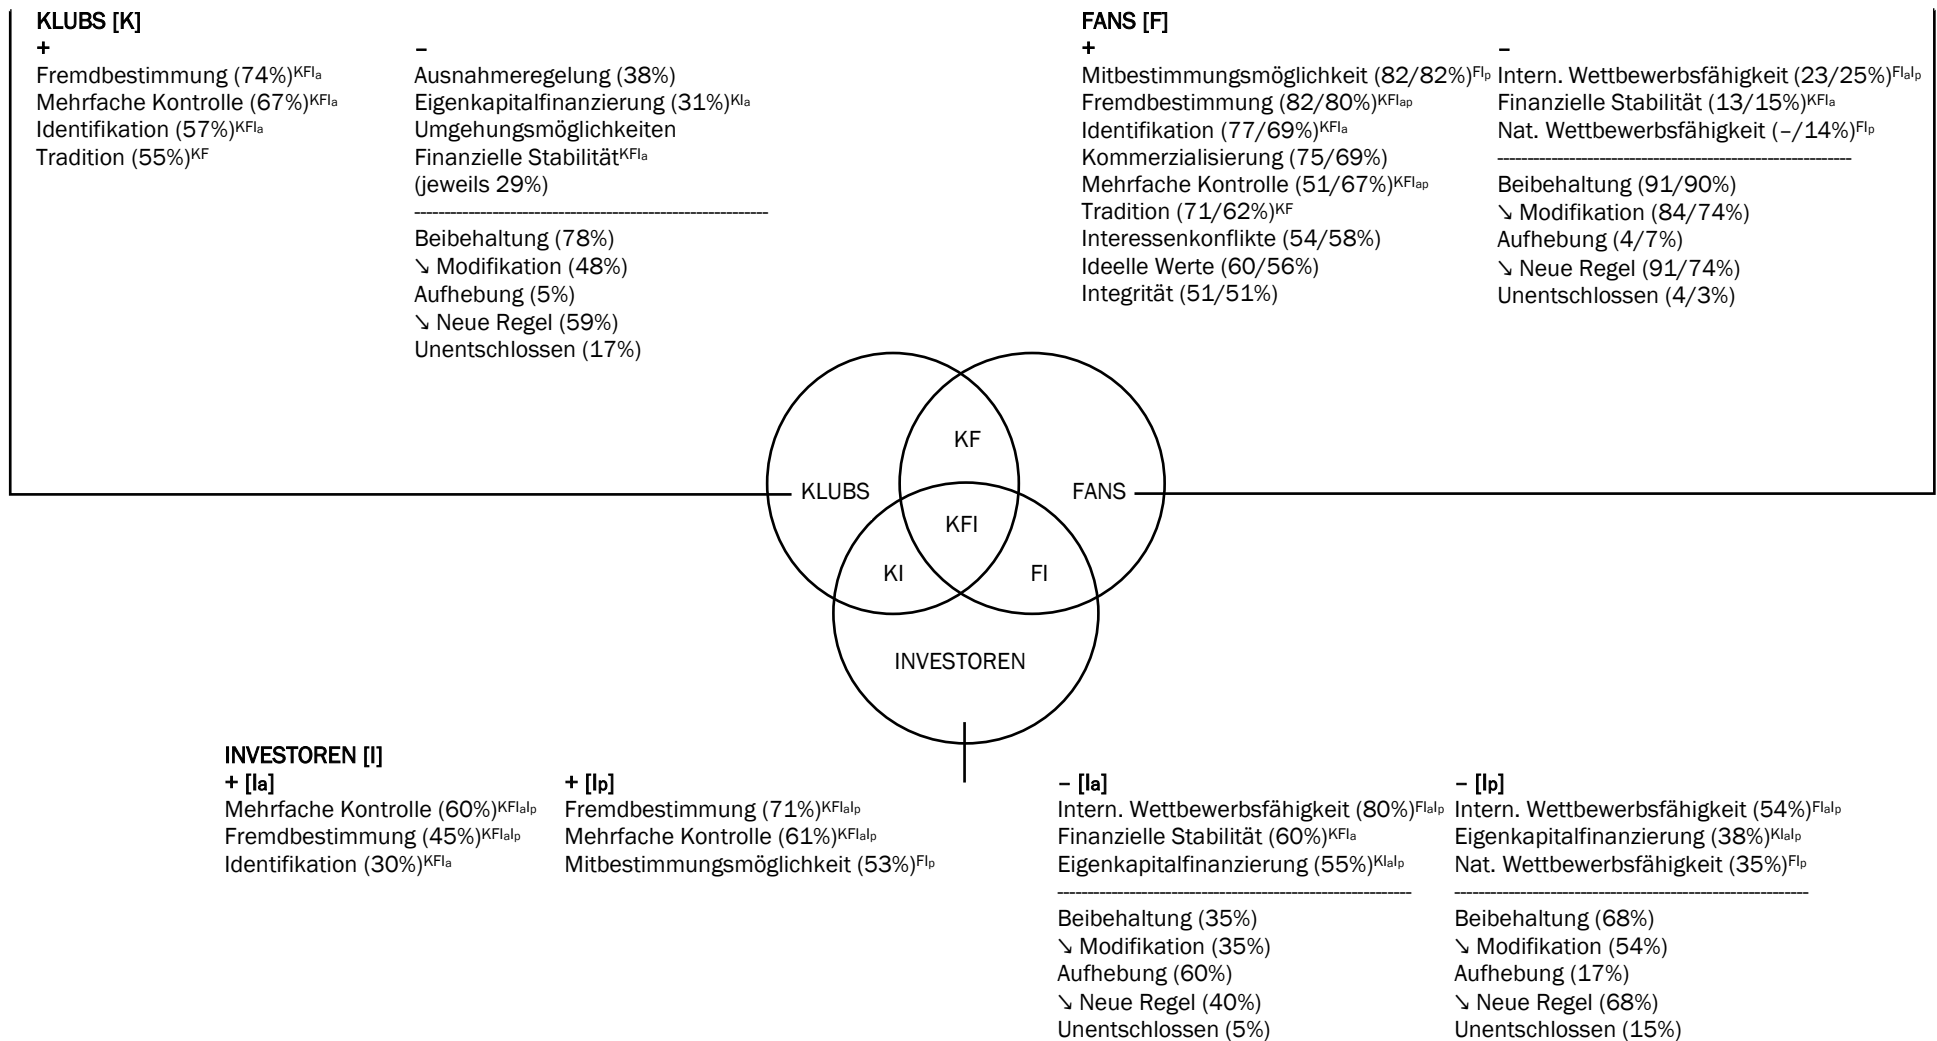 KLUBS [K]
+
Fremdbestimmung (74%)KFIa
Mehrfache Kontrolle (67%)KFIa
Identifikation (57%)KFIa
Tradition (55%)KF
–
Ausnahmeregelung (38%)
Eigenkapitalfinanzierung (31%)KIa
Umgehungsmöglichkeiten
Finanzielle StabilitätKFIa
(jeweils 29%)
-----------------------------------------------------------
Beibehaltung (78%)
↘ Modifikation (48%)
Aufhebung (5%)
↘ Neue Regel (59%)
Unentschlossen (17%)
FANS [F]
+
Mitbestimmungsmöglichkeit (82/82%)FIp
Fremdbestimmung (82/80%)KFIap
Identifikation (77/69%)KFIa
Kommerzialisierung (75/69%)
Mehrfache Kontrolle (51/67%)KFIap
Tradition (71/62%)KF
Interessenkonflikte (54/58%)
Ideelle Werte (60/56%)
Integrität (51/51%)
–
Intern. Wettbewerbsfähigkeit (23/25%)FIaIp
Finanzielle Stabilität (13/15%)KFIa
Nat. Wettbewerbsfähigkeit (–/14%)FIp
-----------------------------------------------------------
Beibehaltung (91/90%)
↘ Modifikation (84/74%)
Aufhebung (4/7%)
↘ Neue Regel (91/74%)
Unentschlossen (4/3%)
KF
KLUBS
FANS
KFI
KI
FI
INVESTOREN
INVESTOREN [I]
+ [Ia]
Mehrfache Kontrolle (60%)KFIaIp
Fremdbestimmung (45%)KFIaIp
Identifikation (30%)KFIa
+ [Ip]
Fremdbestimmung (71%)KFIaIp
Mehrfache Kontrolle (61%)KFIaIp
Mitbestimmungsmöglichkeit (53%)FIp
– [Ia]
Intern. Wettbewerbsfähigkeit (80%)FIaIp
Finanzielle Stabilität (60%)KFIa
Eigenkapitalfinanzierung (55%)KIaIp
-----------------------------------------------------------
Beibehaltung (35%)
↘ Modifikation (35%)
Aufhebung (60%)
↘ Neue Regel (40%)
Unentschlossen (5%)
– [Ip]
Intern. Wettbewerbsfähigkeit (54%)FIaIp
Eigenkapitalfinanzierung (38%)KIaIp
Nat. Wettbewerbsfähigkeit (35%)FIp
-----------------------------------------------------------
Beibehaltung (68%)
↘ Modifikation (54%)
Aufhebung (17%)
↘ Neue Regel (68%)
Unentschlossen (15%)